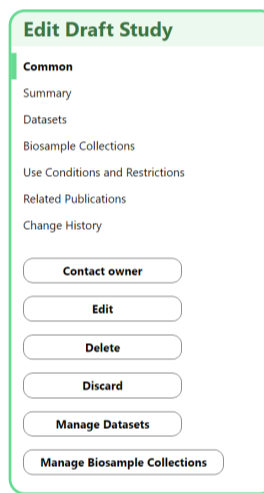 Edit Draft Study
Common
Summary
Datasets
Biosample Collections
Use Conditions and Restrictions
Related Publications
Change History
Contact owner
Edit
Delete
Discard
Manage Datasets
Manage Biosample Collections